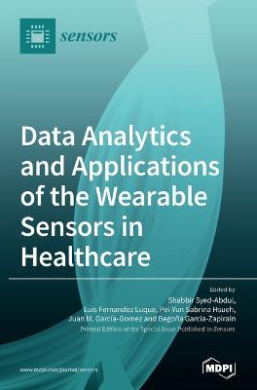 sensors
Data Analytics
and Applications
of the Wearable
Sensors in
Healthcare
Edited by
Shabbir Syed-Abdul,
Luis Fernandez Luque, Pei-Yun Sabrina Hsueh,
Juan M. García-Gomez and Begoña Garcia-Zapirain
Printed Edition of the Special Issue Published in Sensors
www.mdpi.com/journal/sensors
MDPI